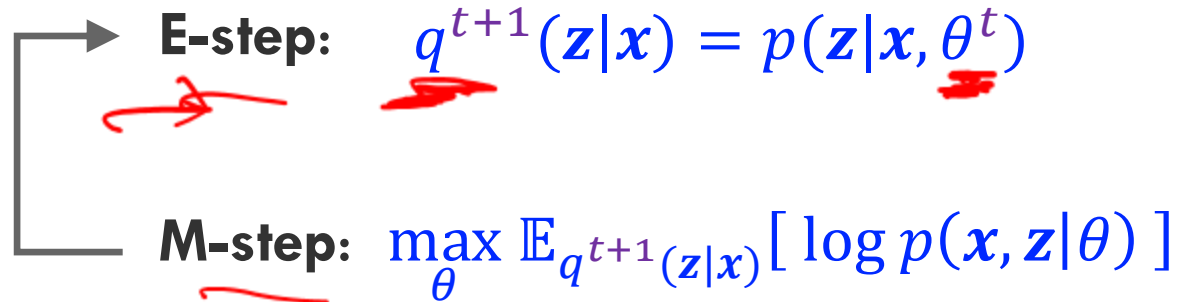 E-step: q^{t+1}(z|x) = p(z|x, θ^t)
M-step: max_θ 𝔼_{q^{t+1}(z|x)}[ log p(x, z|θ) ]